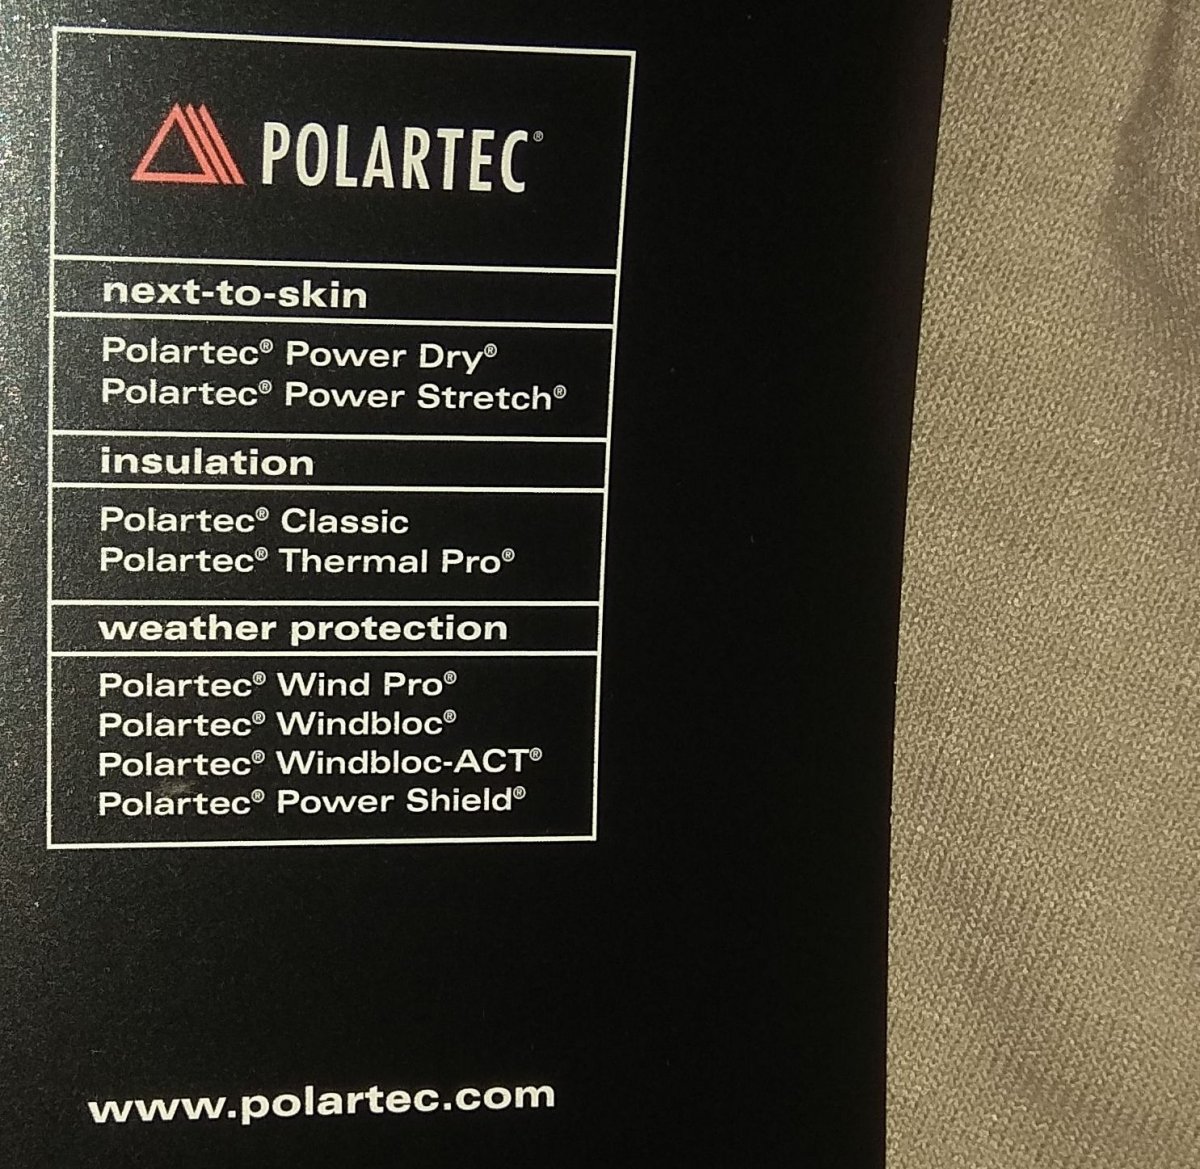 POLARTEC®
next-to-skin
Polartec® Power Dry®
Polartec® Power Stretch®
insulation
Polartec® Classic
Polartec® Thermal Pro®
weather protection
Polartec® Wind Pro®
Polartec® Windbloc®
Polartec® Windbloc-ACT®
Polartec® Power Shield®
www.polartec.com